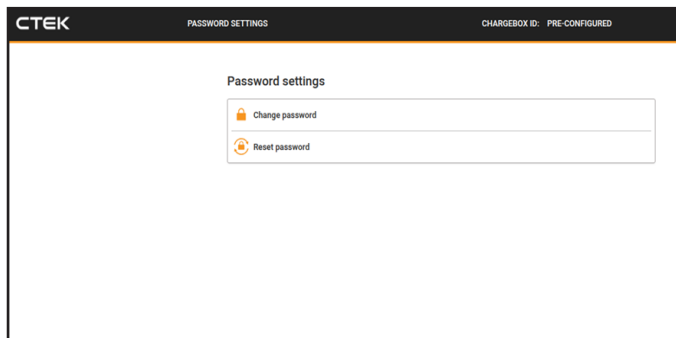 CTEK PASSWORD SETTINGS CHARGEBOX ID: PRE-CONFIGURED
Password settings
Change password
Reset password